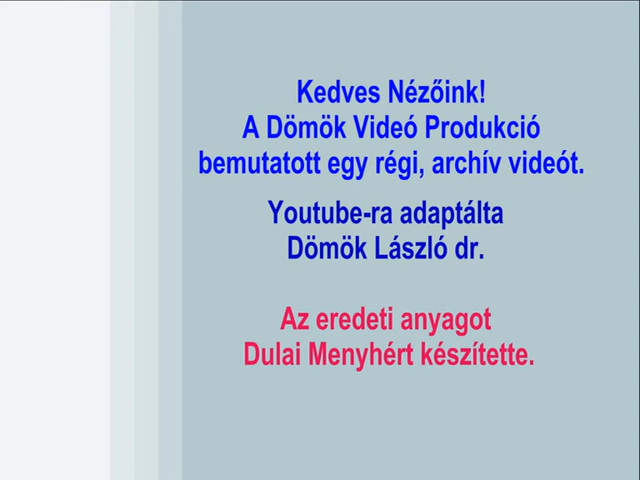 Kedves Nézőink!
A Dömök Videó Produkció
bemutatott egy régi, archív videót.
Youtube-ra adaptálta
Dömök László dr.
Az eredeti anyagot
Dulai Menyhért készítette.